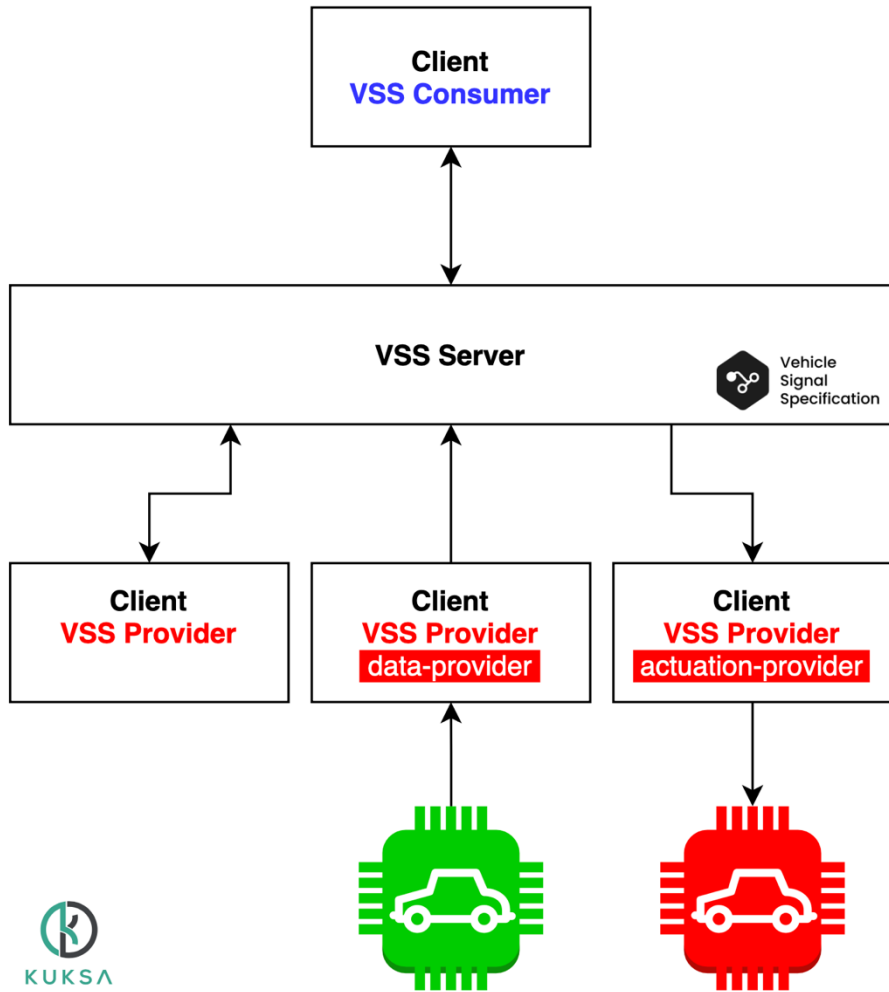 Client
VSS Consumer
VSS Server
Vehicle
Signal
Specification
Client
VSS Provider
Client
VSS Provider
data-provider
Client
VSS Provider
actuation-provider
KUKSA